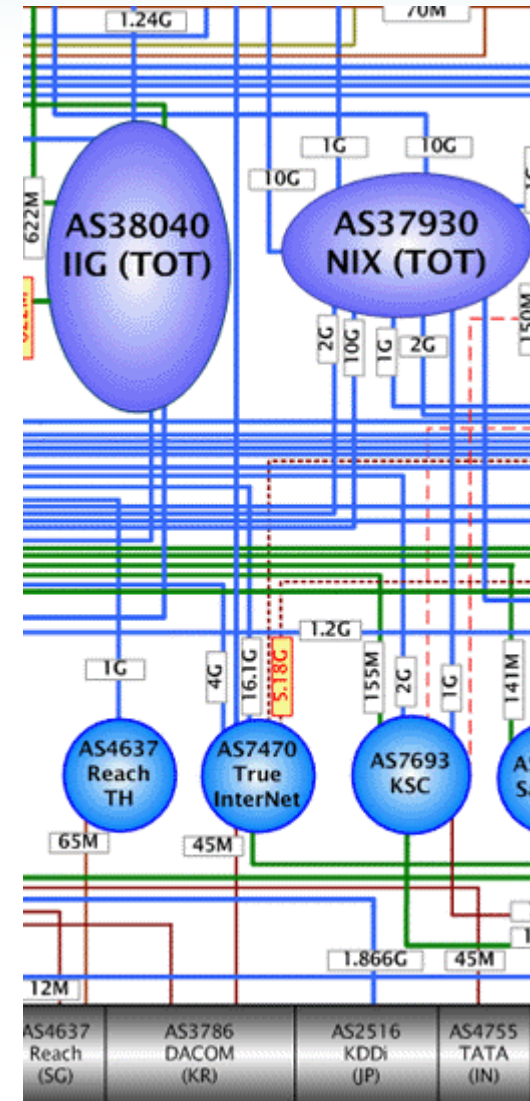 70M
1.24G
1G
10G
10G
622M
AS38040
IIG (TOT)
AS37930
NIX (TOT)
150M
2G
10G
1G
2G
1.2G
1G
4G
16.1G
5.18G
155M
2G
1G
141M
AS4637
Reach
TH
AS7470
True
InterNet
AS7693
KSC
65M
45M
1.866G
45M
12M
AS4637
Reach
(SG)
AS3786
DACOM
(KR)
AS2516
KDDi
(JP)
AS4755
TATA
(IN)